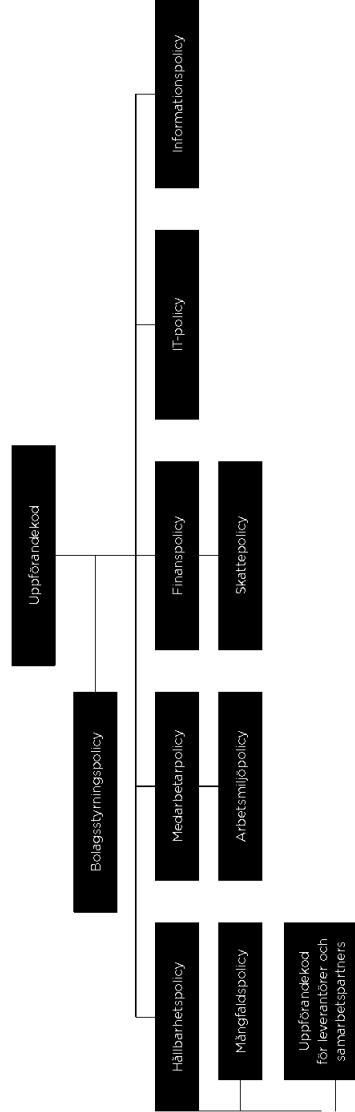 Uppförandekod
Bolagsstyrningspolicy
Hållbarhetspolicy
Medarbetarpolicy
Finanspolicy
IT-policy
Informationspolicy
Mångfaldspolicy
Arbetsmiljöpolicy
Skattepolicy
Uppförandekod
för leverantörer och
samarbetspartners